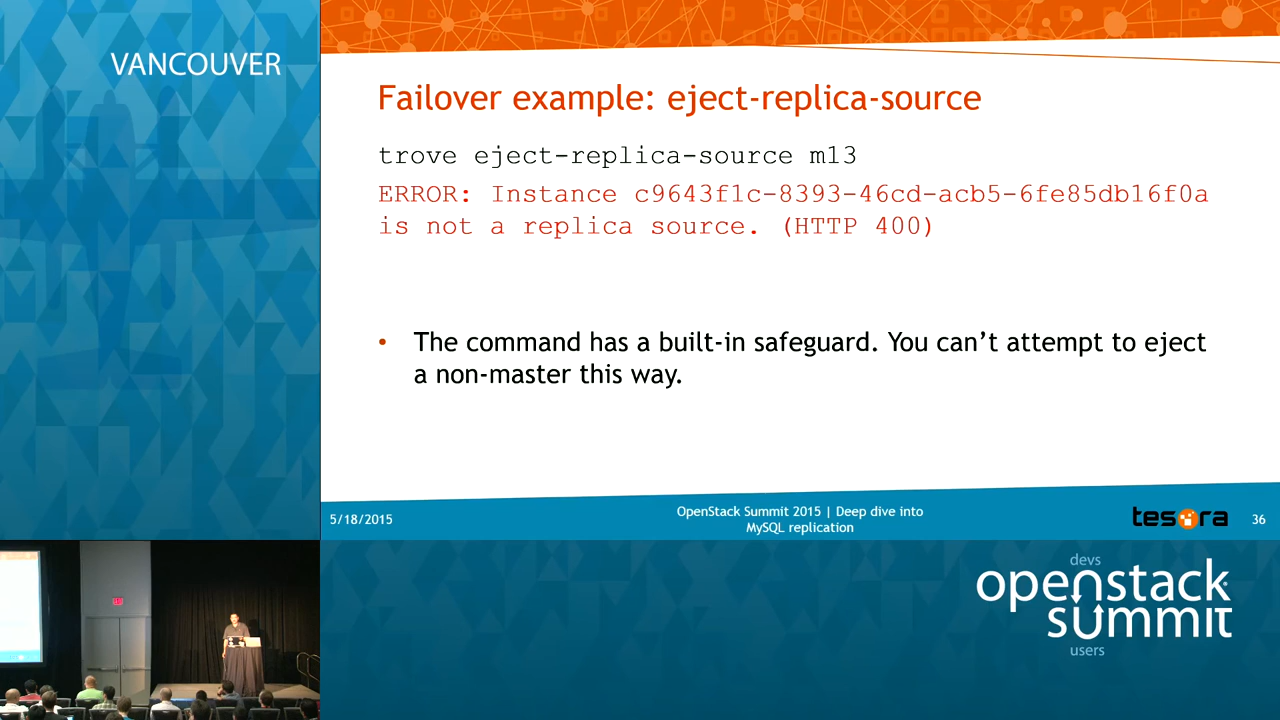 VANCOUVER
Failover example: eject-replica-source
trove eject-replica-source m13
ERROR: Instance c9643f1c-8393-46cd-acb5-6fe85db16f0a
is not a replica source. (HTTP 400)
• The command has a built-in safeguard. You can’t attempt to eject
a non-master this way.
5/18/2015
OpenStack Summit 2015 | Deep dive into
MySQL replication
tesora
36
devs
openstack
summit
users